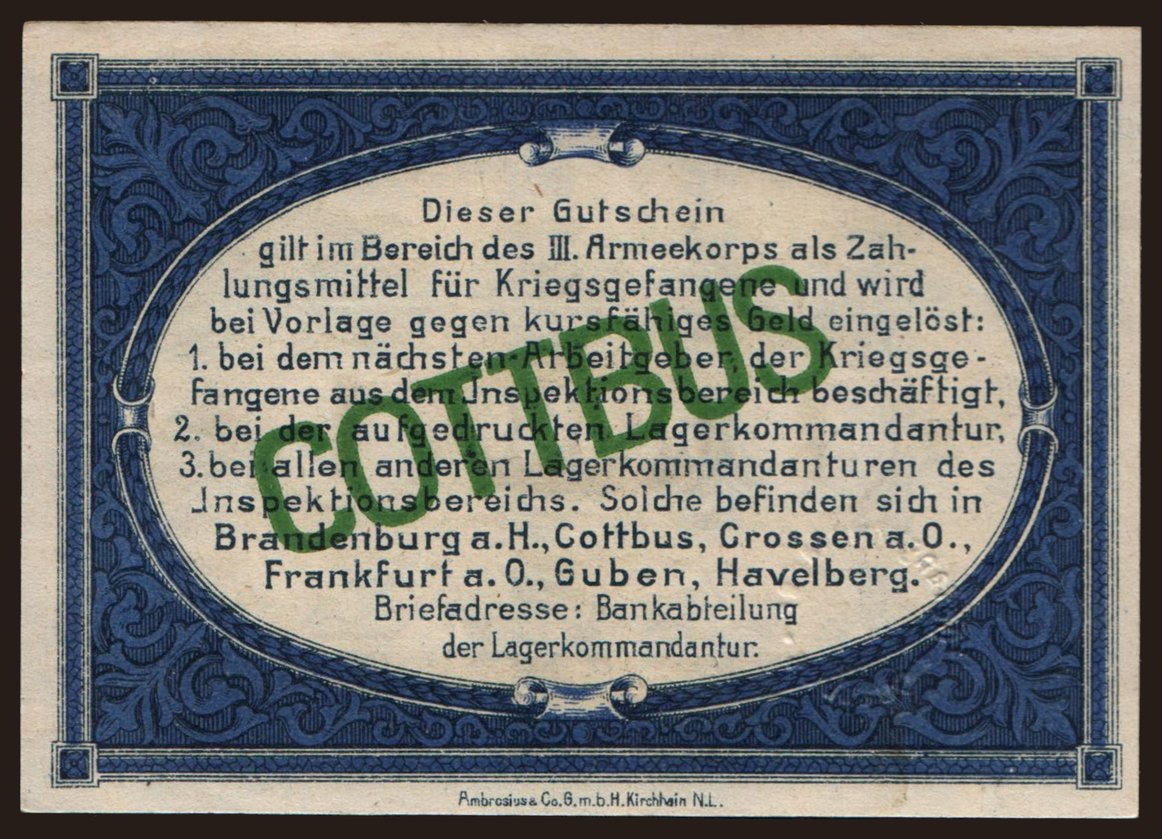 Dieser Gutschein
gilt im Bereich des III. Armeekorps als Zah-
lungsmittel für Kriegsgefangene und wird
bei Vorlage gegen kursfähiges Geld eingelöst:
1. bei dem nächsten Arbeitgeber, der Kriegsge-
fangene aus dem Inspektionsbereich beschäftigt,
2. bei der aufgedruckten Lagerkommandantur,
3. bei allen anderen Lagerkommandanturen des
Inspektionsbereichs. Solche befinden sich in
Brandenburg a. H., Cottbus, Crossen a. O.,
Frankfurt a. O., Guben, Havelberg.
Briefadresse: Bankabteilung
der Lagerkommandantur.
COTTBUS
Ambrosius & Co. G. m. b. H. Kirchhain N. L.